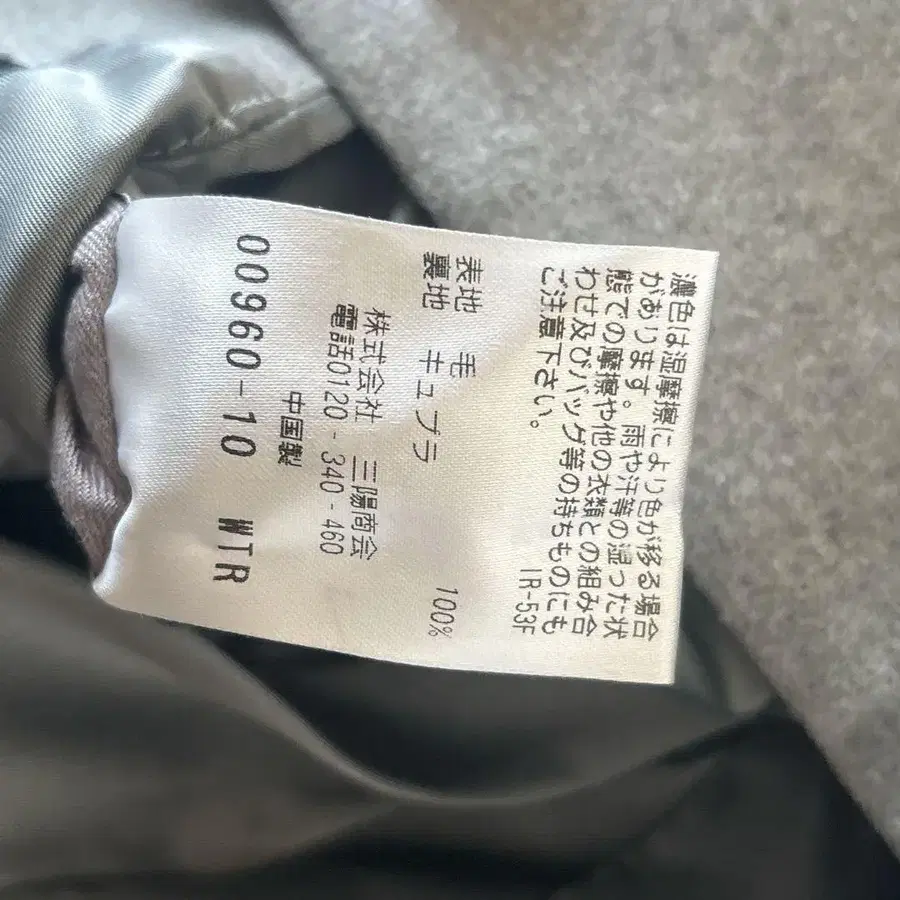 濃色は湿摩擦により色が移る場合
があります。雨や汗等の湿った状
態での摩擦や他の衣類との組み合
わせ及びバッグ等の持ちものにも
ご注意下さい。 IR-53F
表地 毛 100%
裏地 キュプラ
株式会社 三陽商会
電話0120-340-460
中国製
00960-10 WTR